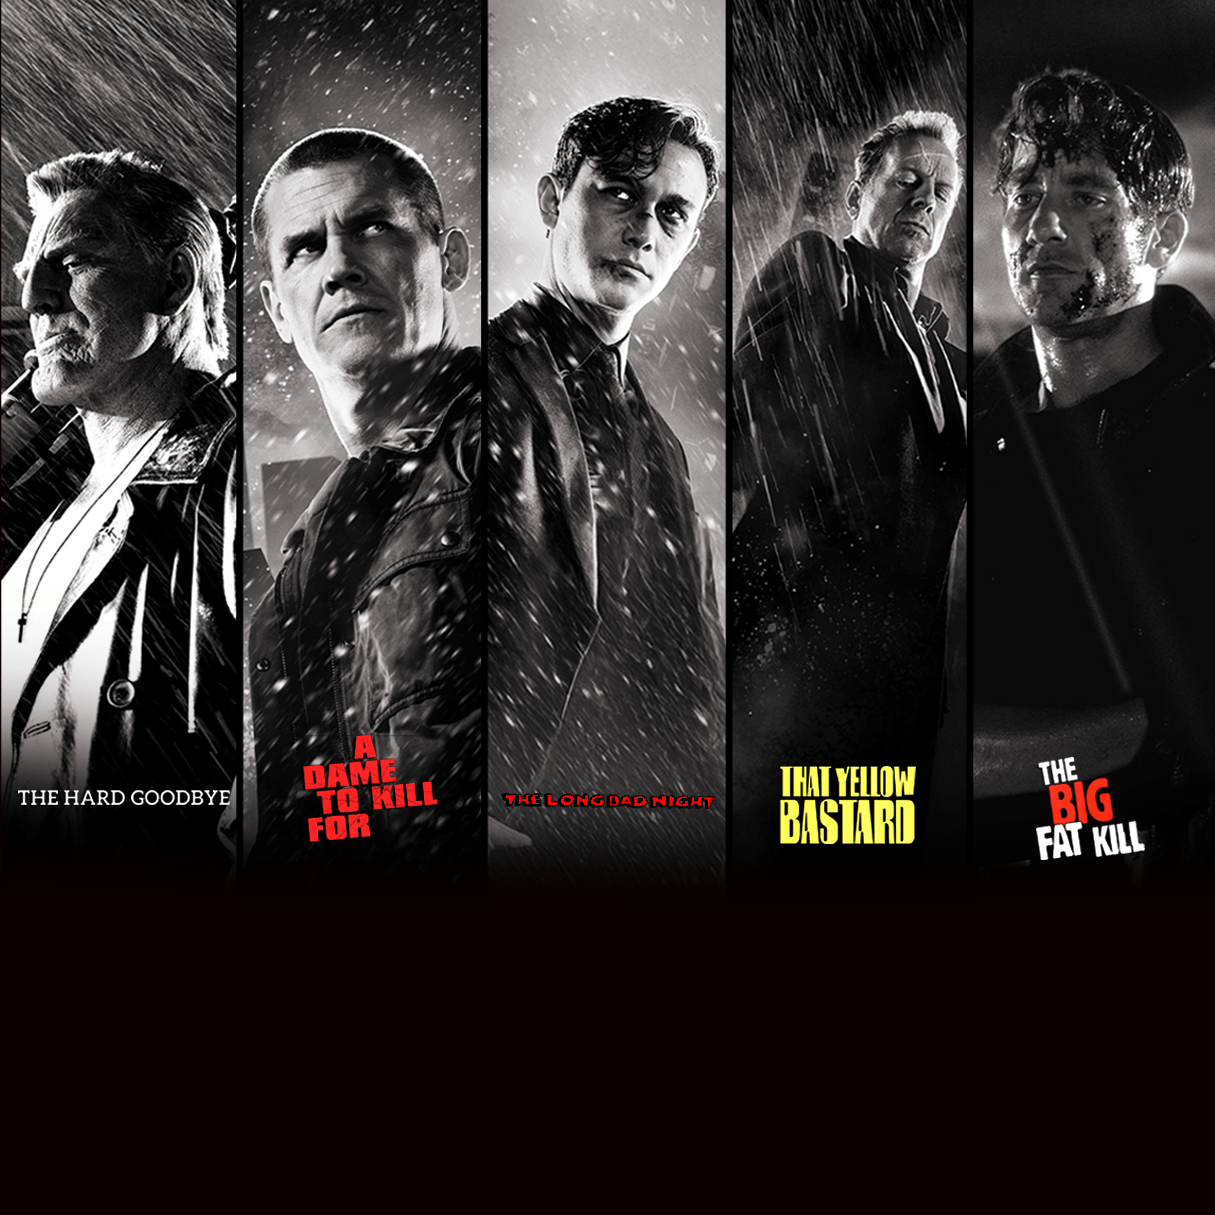 THE HARD GOODBYE
A
DAME
TO KILL
FOR
THE LONG BAD NIGHT
THAT YELLOW
BASTARD
THE
BIG
FAT KILL